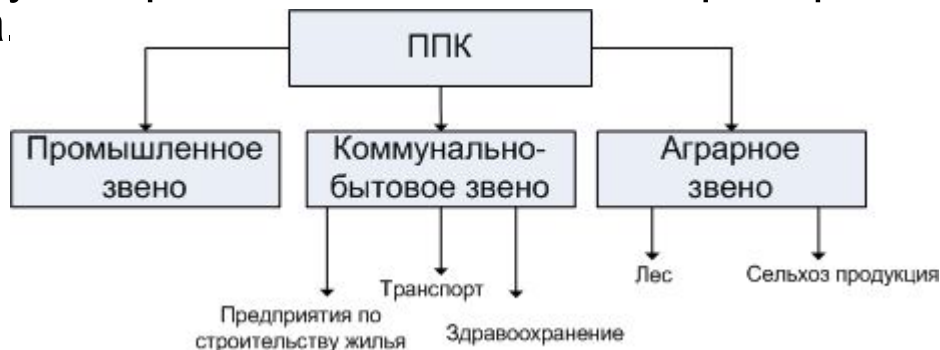 ППК
Промышленное
звено
Коммунально-
бытовое звено
Аграрное
звено
Предприятия по
строительству жилья
Транспорт
Здравоохранение
Лес
Сельхоз продукция